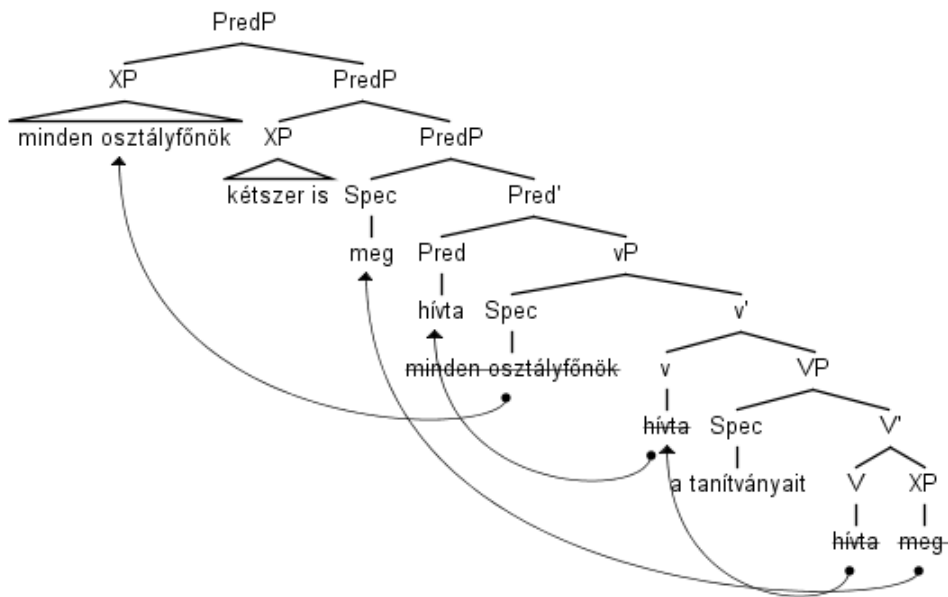 PredP
XP PredP
minden osztályfőnök XP PredP
kétszer is Spec Pred'
meg Pred vP
hívta Spec v'
minden osztályfőnök v VP
hívta Spec V'
a tanítványait V XP
hívta meg